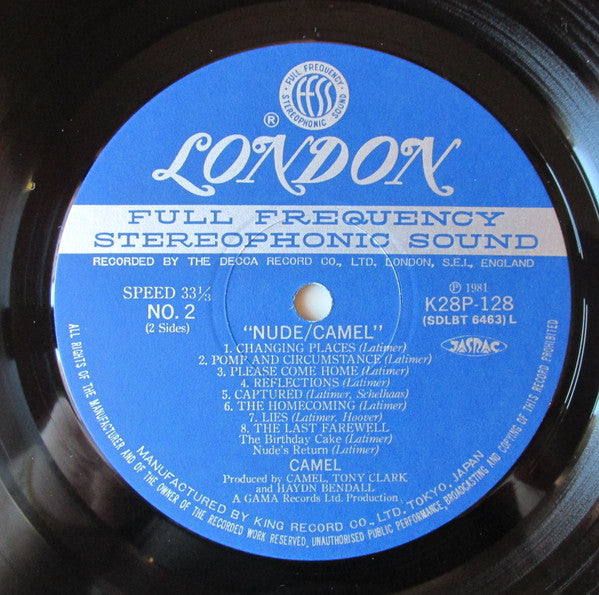 FULL FREQUENCY
FFSS
STEREOPHONIC SOUND
®
LONDON
FULL FREQUENCY
STEREOPHONIC SOUND
RECORDED BY THE DECCA RECORD CO., LTD, LONDON, S.E.I., ENGLAND
SPEED 33⅓
NO. 2
(2 Sides)
Ⓟ 1981
K28P-128
(SDLBT 6463) L
JASRAC
"NUDE/CAMEL"
1. CHANGING PLACES (Latimer)
2. POMP AND CIRCUMSTANCE (Latimer)
3. PLEASE COME HOME (Latimer)
4. REFLECTIONS (Latimer)
5. CAPTURED (Latimer, Schelhaas)
6. THE HOMECOMING (Latimer)
7. LIES (Latimer, Hoover)
8. THE LAST FAREWELL
The Birthday Cake (Latimer)
Nude's Return (Latimer)
CAMEL
Produced by CAMEL, TONY CLARK
and HAYDN BENDALL
A GAMA Records Ltd. Production
MANUFACTURED BY KING RECORD CO., LTD. TOKYO, JAPAN
ALL RIGHTS OF THE MANUFACTURER AND OF THE OWNER OF THE RECORDED WORK RESERVED, UNAUTHORISED PUBLIC PERFORMANCE, BROADCASTING AND COPYING OF THIS RECORD PROHIBITED